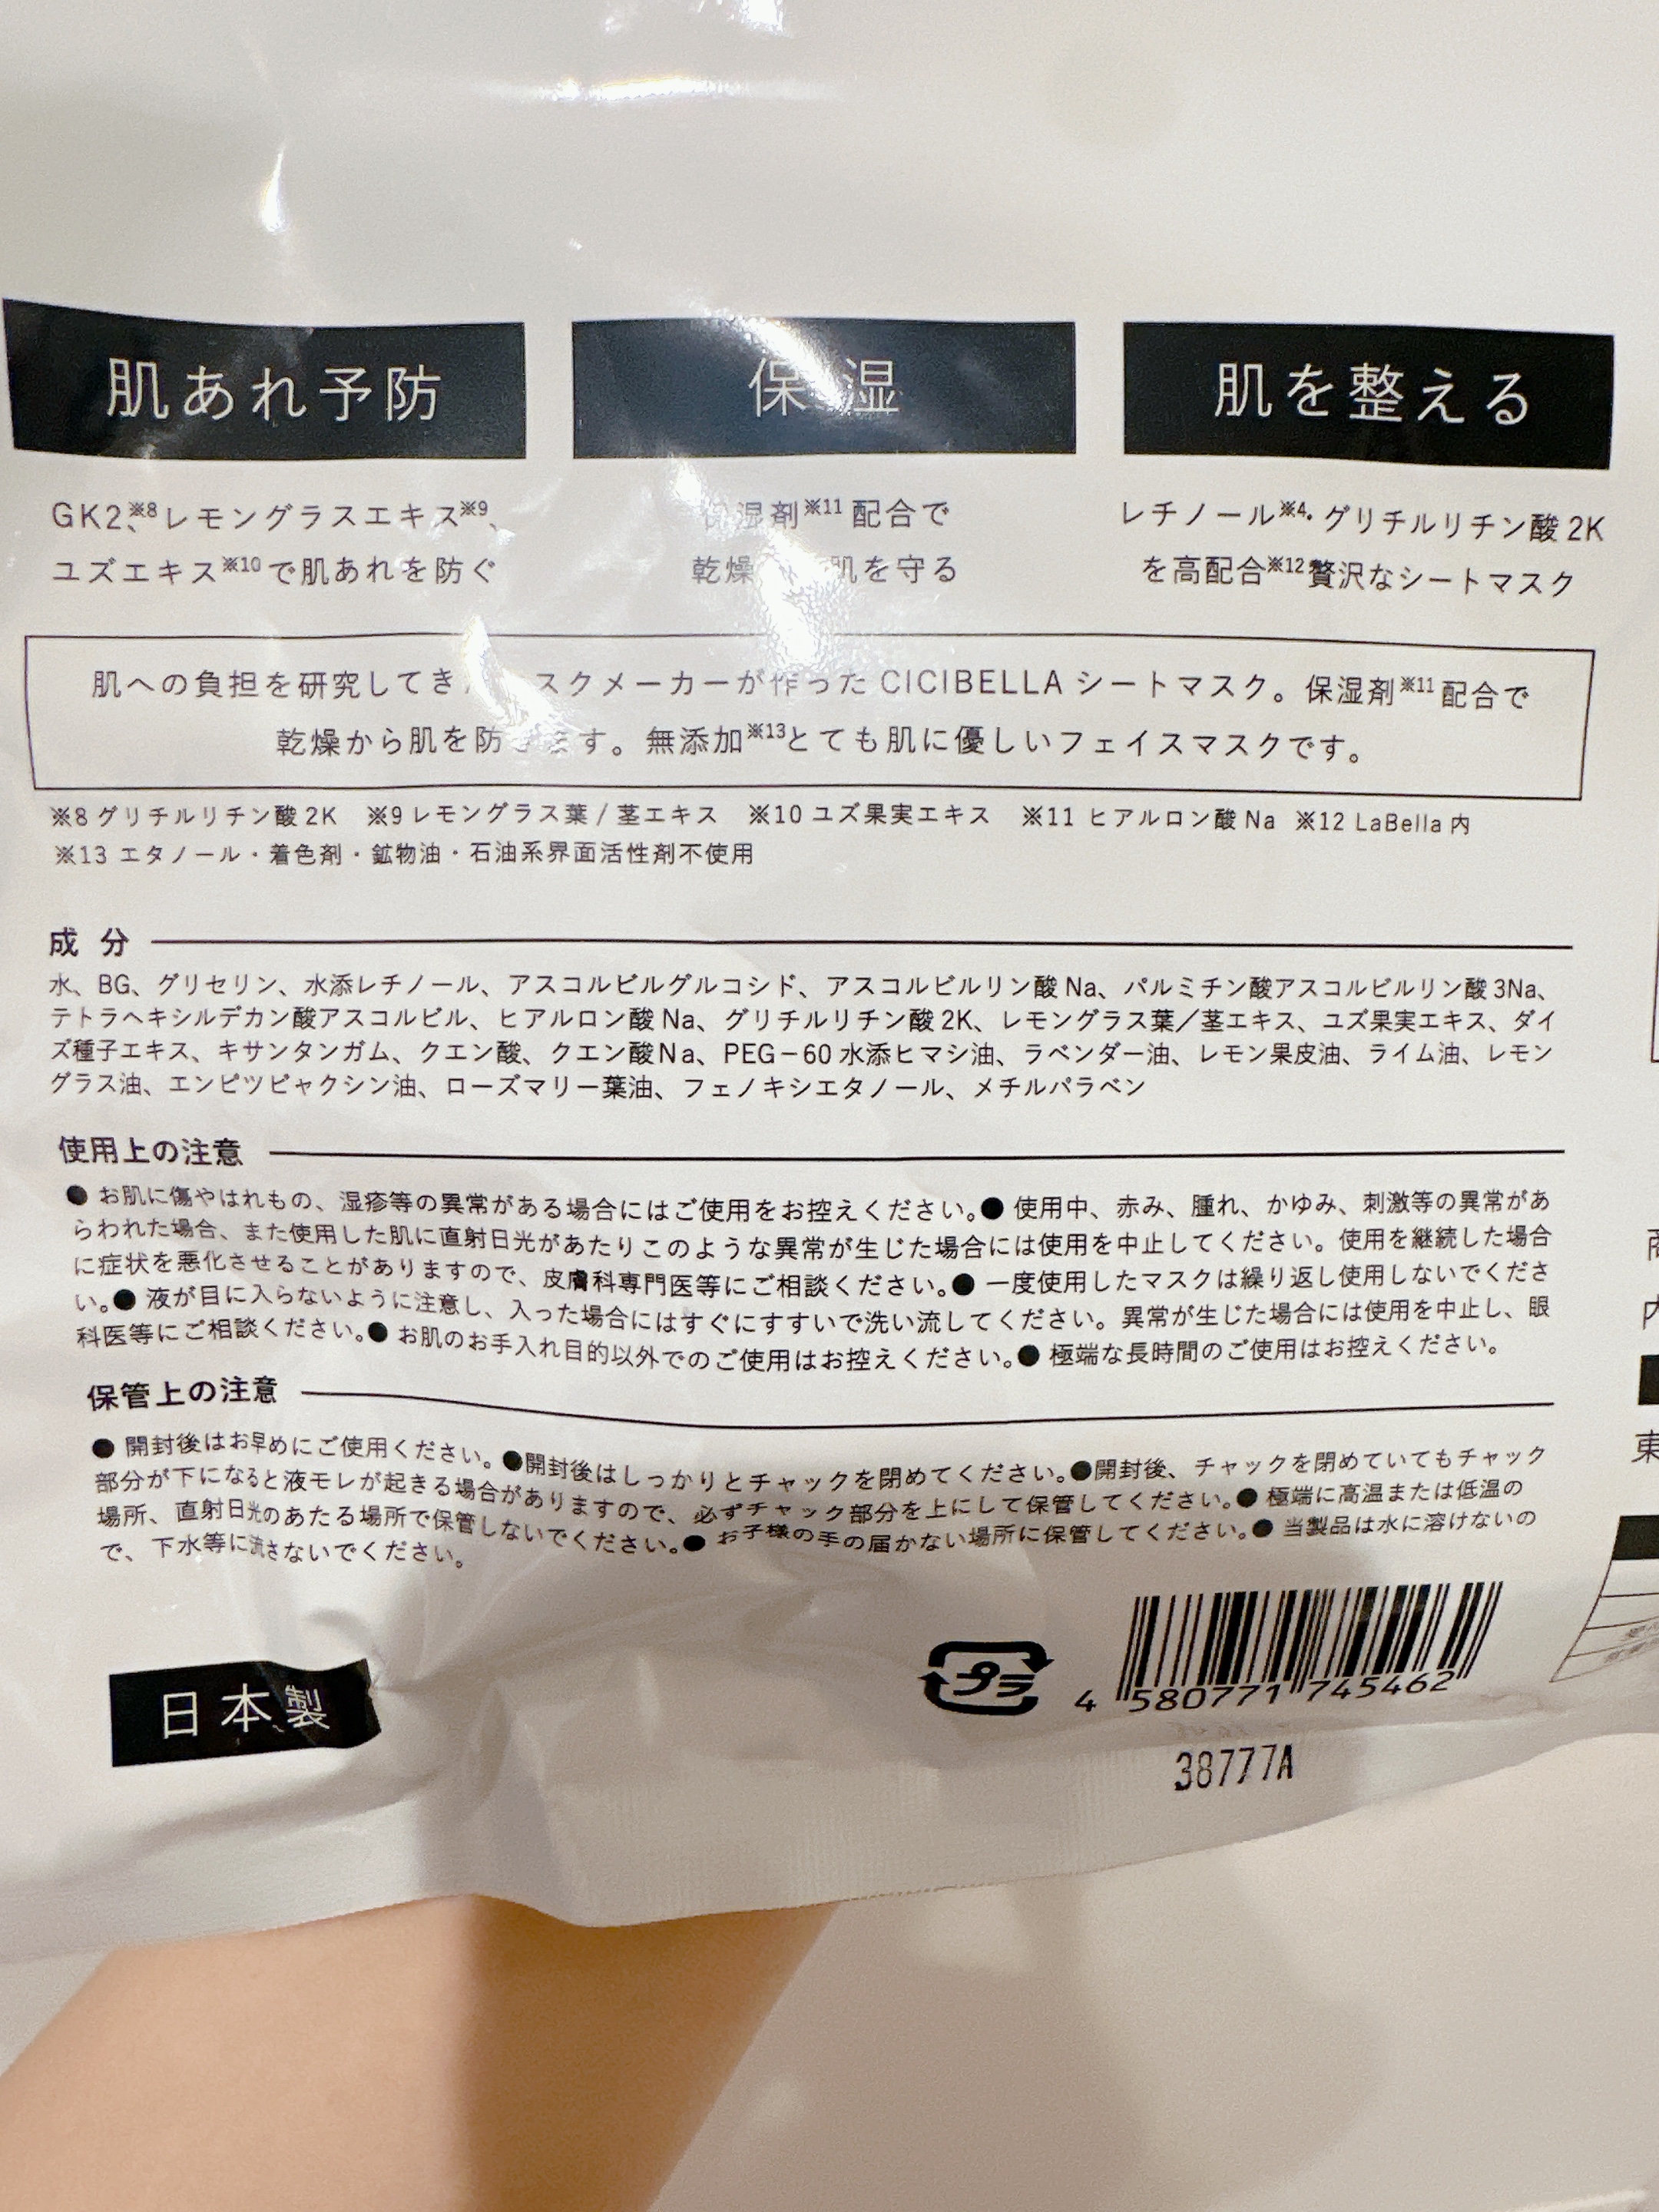 肌あれ予防
保湿
肌を整える
GK2、※8レモングラスエキス※9、
ユズエキス※10で肌あれを防ぐ
保湿剤※11配合で
乾燥 肌を守る
レチノール※4・グリチルリチン酸2K
を高配合※12贅沢なシートマスク
肌への負担を研究してき スクメーカーが作った CICIBELLA シートマスク。保湿剤※11配合で
乾燥から肌を防ぎます。無添加※13とても肌に優しいフェイスマスクです。
※8 グリチルリチン酸2K ※9 レモングラス葉/茎エキス ※10 ユズ果実エキス ※11 ヒアルロン酸Na ※12 LaBella内
※13 エタノール・着色剤・鉱物油・石油系界面活性剤不使用
成分
水、BG、グリセリン、水添レチノール、アスコルビルグルコシド、アスコルビルリン酸Na、パルミチン酸アスコルビルリン酸3Na、
テトラヘキシルデカン酸アスコルビル、ヒアルロン酸Na、グリチルリチン酸2K、レモングラス葉/茎エキス、ユズ果実エキス、ダイ
ズ種子エキス、キサンタンガム、クエン酸、クエン酸Na、PEG-60水添ヒマシ油、ラベンダー油、レモン果皮油、ライム油、レモン
グラス油、エンピツビャクシン油、ローズマリー葉油、フェノキシエタノール、メチルパラベン
使用上の注意
●お肌に傷やはれもの、湿疹等の異常がある場合にはご使用をお控えください。●使用中、赤み、腫れ、かゆみ、刺激等の異常があ
らわれた場合、また使用した肌に直射日光があたりこのような異常が生じた場合には使用を中止してください。使用を継続した場合
に症状を悪化させることがありますので、皮膚科専門医等にご相談ください。●一度使用したマスクは繰り返し使用しないでくださ
い。●液が目に入らないように注意し、入った場合にはすぐにすすいで洗い流してください。異常が生じた場合には使用を中止し、眼
科医等にご相談ください。●お肌のお手入れ目的以外でのご使用はお控えください。●極端な長時間のご使用はお控えください。
保管上の注意
●開封後はお早めにご使用ください。●開封後はしっかりとチャックを閉めてください。●開封後、チャックを閉めていてもチャック
部分が下になると液モレが起きる場合がありますので、必ずチャック部分を上にして保管してください。●極端に高温または低温の
場所、直射日光のあたる場所で保管しないでください。●お子様の手の届かない場所に保管してください。●当製品は水に溶けないの
で、下水等に流さないでください。
日本製
プラ
4 580771 745462
38777A